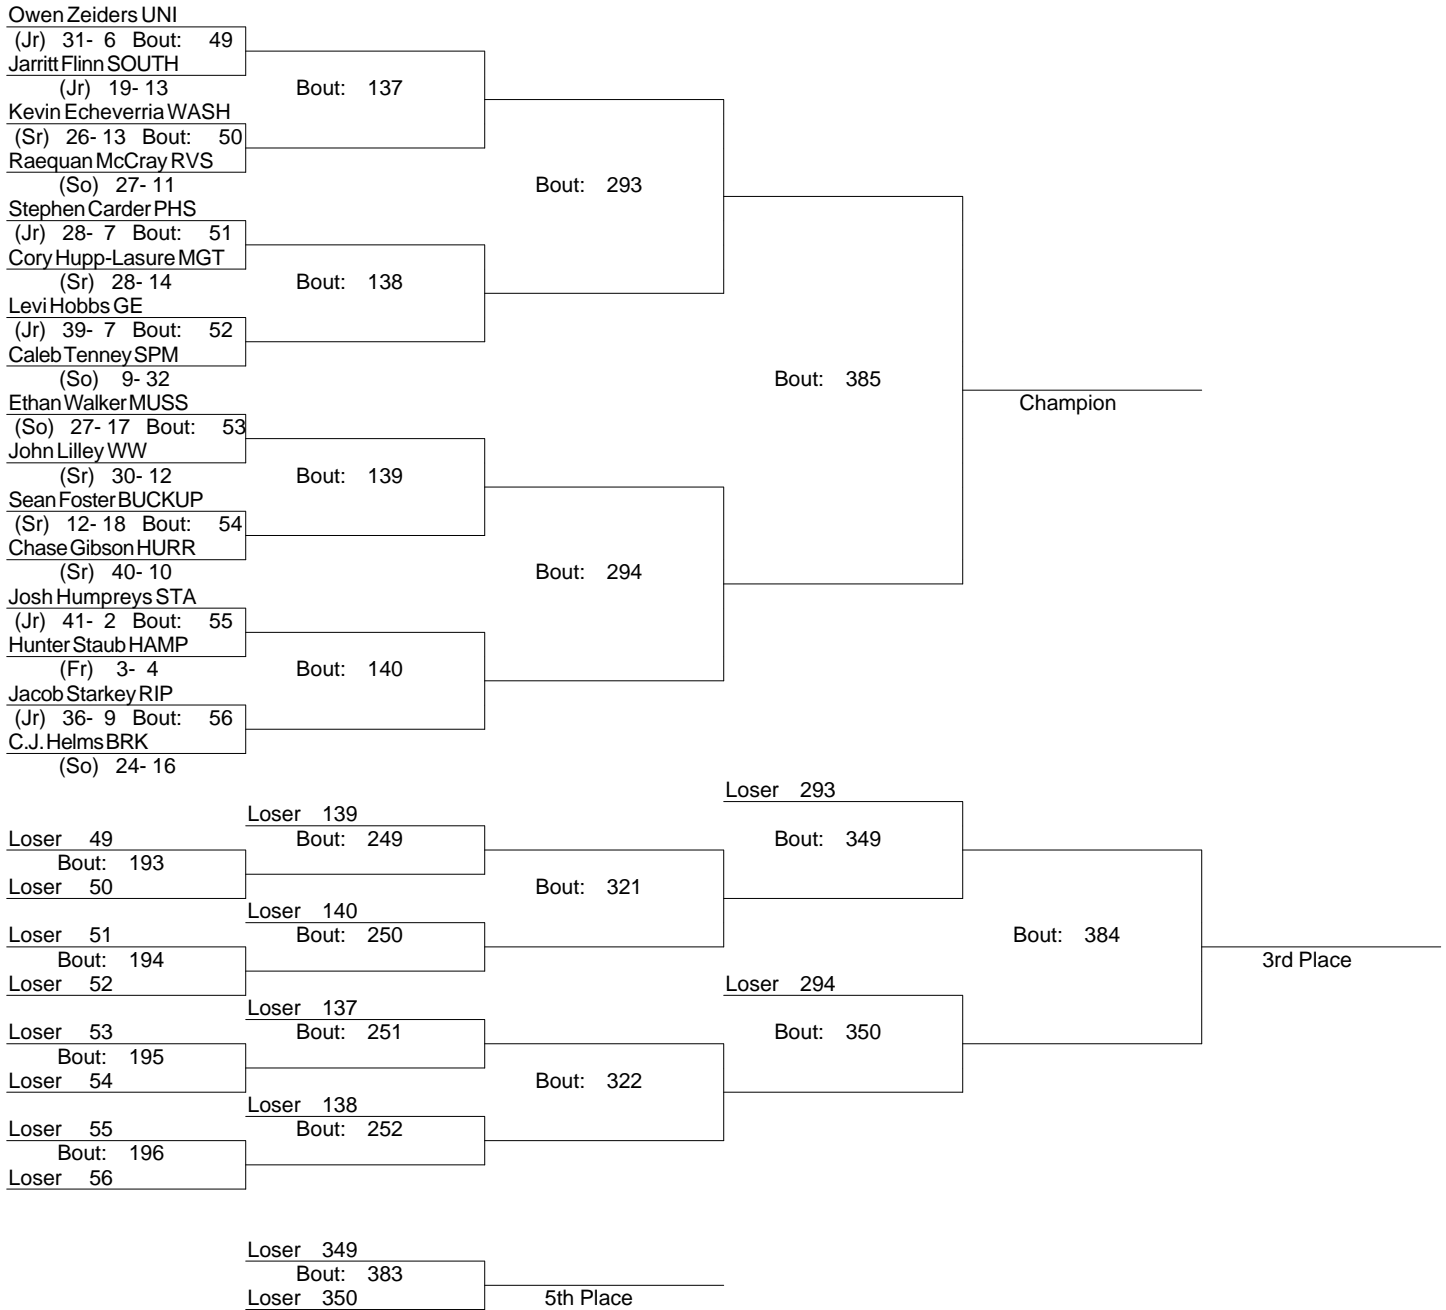 Owen Zeiders UNI
(Jr) 31- 6 Bout: 49
Jarritt Flinn SOUTH
(Jr) 19- 13 Bout: 137
Kevin Echeverria WASH
(Sr) 26- 13 Bout: 50
Raequan McCray RVS
(So) 27- 11 Bout: 293
Stephen Carder PHS
(Jr) 28- 7 Bout: 51
Cory Hupp-Lasure MGT
(Sr) 28- 14 Bout: 138
Levi Hobbs GE
(Jr) 39- 7 Bout: 52
Caleb Tenney SPM
(So) 9- 32 Bout: 385
Ethan Walker MUSS Champion
(So) 27- 17 Bout: 53
John Lilley WW
(Sr) 30- 12 Bout: 139
Sean Foster BUCKUP
(Sr) 12- 18 Bout: 54
Chase Gibson HURR
(Sr) 40- 10 Bout: 294
Josh Humpreys STA
(Jr) 41- 2 Bout: 55
Hunter Staub HAMP
(Fr) 3- 4 Bout: 140
Jacob Starkey RIP
(Jr) 36- 9 Bout: 56
C.J. Helms BRK
(So) 24- 16
Loser 293
Loser 139
Loser 49 Bout: 249 Bout: 349
Bout: 193
Loser 50 Bout: 321
Loser 140
Loser 51 Bout: 250 Bout: 384
Bout: 194 3rd Place
Loser 52 Loser 294
Loser 137
Loser 53 Bout: 251 Bout: 350
Bout: 195
Loser 54 Bout: 322
Loser 138
Loser 55 Bout: 252
Bout: 196
Loser 56
Loser 349
Bout: 383
Loser 350 5th Place